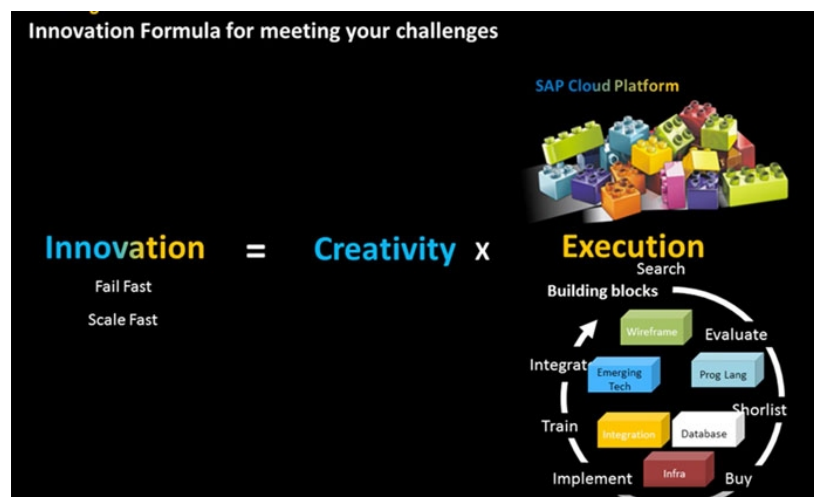 Innovation Formula for meeting your challenges
SAP Cloud Platform
Innovation = Creativity x Execution
Fail Fast
Scale Fast
Search
Building blocks
Wireframe
Evaluate
Integrat
Emerging
Tech
Prog Lang
Shorlist
Train
Integration
Database
Implement
Infra
Buy